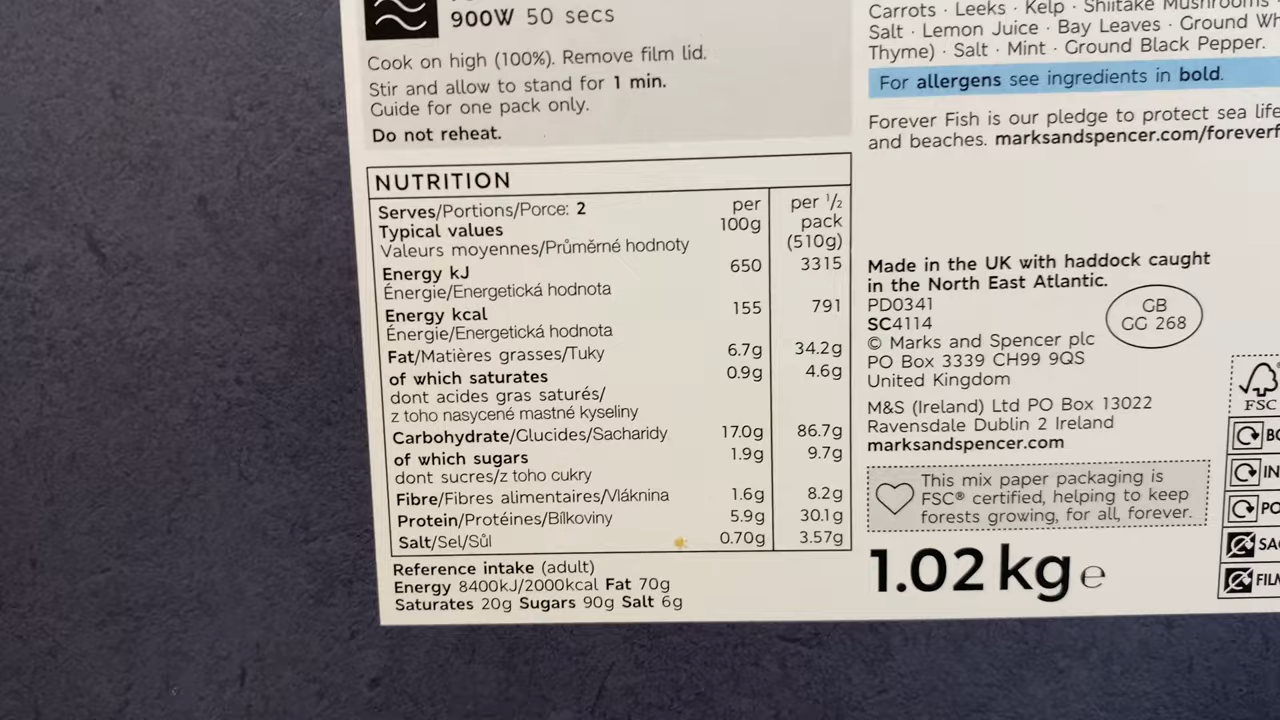 900W 50 secs
Cook on high (100%). Remove film lid.
Stir and allow to stand for 1 min.
Guide for one pack only.
Do not reheat.
NUTRITION
Serves/Portions/Porce: 2
Typical values
Valeurs moyennes/Průměrné hodnoty
per 100g
per ½ pack (510g)
Energy kJ 650 3315
Énergie/Energetická hodnota
Energy kcal 155 791
Énergie/Energetická hodnota
Fat/Matières grasses/Tuky 6.7g 34.2g
of which saturates 0.9g 4.6g
dont acides gras saturés/
z toho nasycené mastné kyseliny
Carbohydrate/Glucides/Sacharidy 17.0g 86.7g
of which sugars 1.9g 9.7g
dont sucres/z toho cukry
Fibre/Fibres alimentaires/Vláknina 1.6g 8.2g
Protein/Protéines/Bílkoviny 5.9g 30.1g
Salt/Sel/Sůl 0.70g 3.57g
Reference intake (adult)
Energy 8400kJ/2000kcal Fat 70g
Saturates 20g Sugars 90g Salt 6g
Carrots · Leeks · Kelp · Shiitake Mushrooms ·
Salt · Lemon Juice · Bay Leaves · Ground
Thyme) · Salt · Mint · Ground Black Pepper.
For allergens see ingredients in bold.
Forever Fish is our pledge to protect sea life
and beaches. marksandspencer.com/foreverf
Made in the UK with haddock caught
in the North East Atlantic.
PD0341
SC4114
GB
GG 268
© Marks and Spencer plc
PO Box 3339 CH99 9QS
United Kingdom
M&S (Ireland) Ltd PO Box 13022
Ravensdale Dublin 2 Ireland
marksandspencer.com
This mix paper packaging is
FSC® certified, helping to keep
forests growing, for all, forever.
1.02 kg ℮
FSC
IN
PO
SA